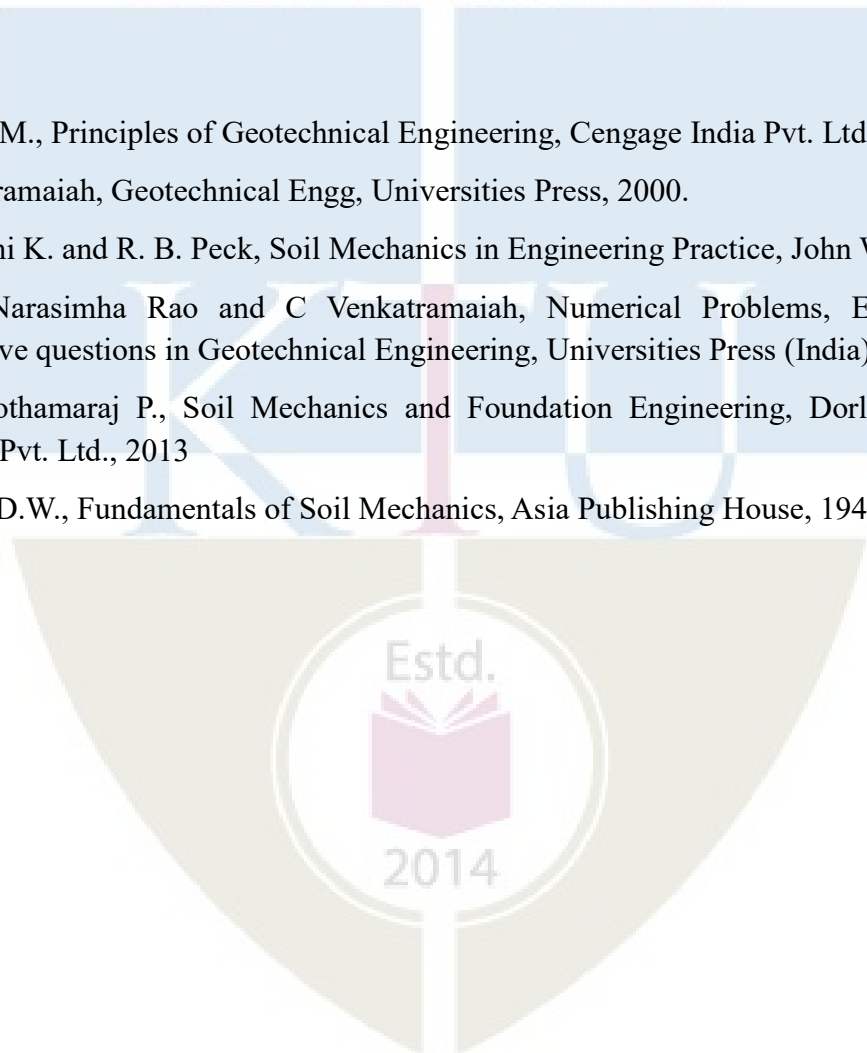 M., Principles of Geotechnical Engineering, Cengage India Pvt. Ltd
ramaiah, Geotechnical Engg, Universities Press, 2000.
ni K. and R. B. Peck, Soil Mechanics in Engineering Practice, John
Narasimha Rao and C Venkatramaiah, Numerical Problems, E
ve questions in Geotechnical Engineering, Universities Press (India)
othamaraj P., Soil Mechanics and Foundation Engineering, Dorl
Pvt. Ltd., 2013
D.W., Fundamentals of Soil Mechanics, Asia Publishing House, 194
KTU
Estd.
2014